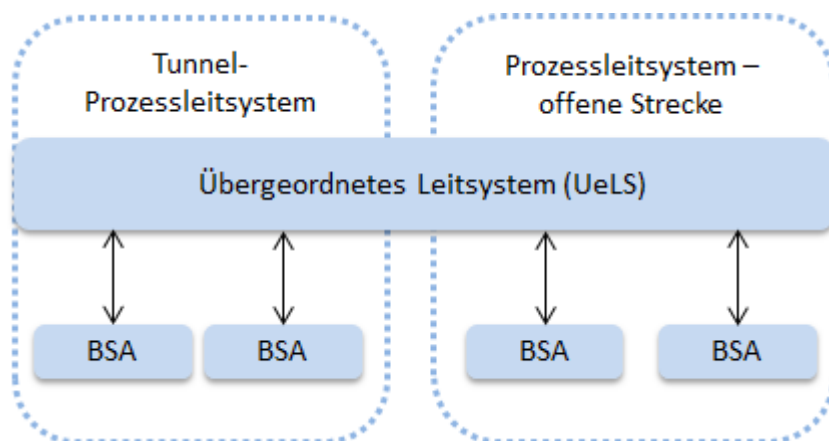 Tunnel-
Prozessleitsystem
Prozessleitsystem –
offene Strecke
Übergeordnetes Leitsystem (UeLS)
BSA
BSA
BSA
BSA